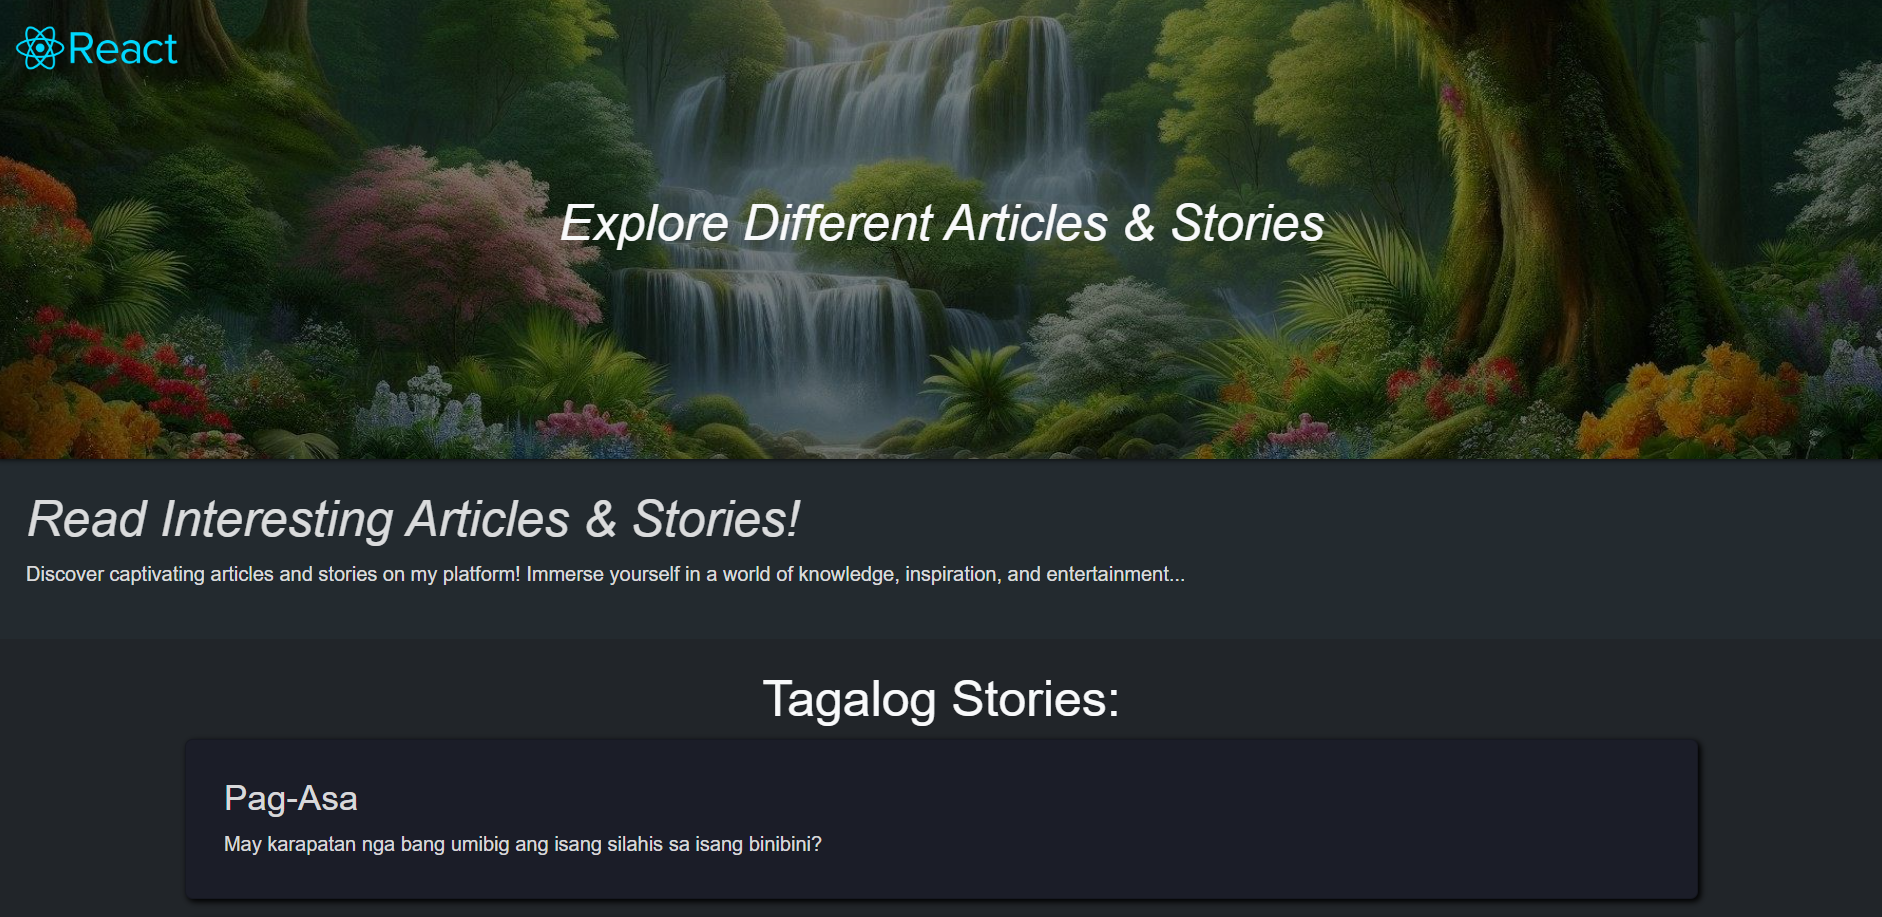 React
Explore Different Articles & Stories
Read Interesting Articles & Stories!
Discover captivating articles and stories on my platform! Immerse yourself in a world of knowledge, inspiration, and entertainment...
Tagalog Stories:
Pag-Asa
May karapatan nga bang umibig ang isang silahis sa isang binibini?